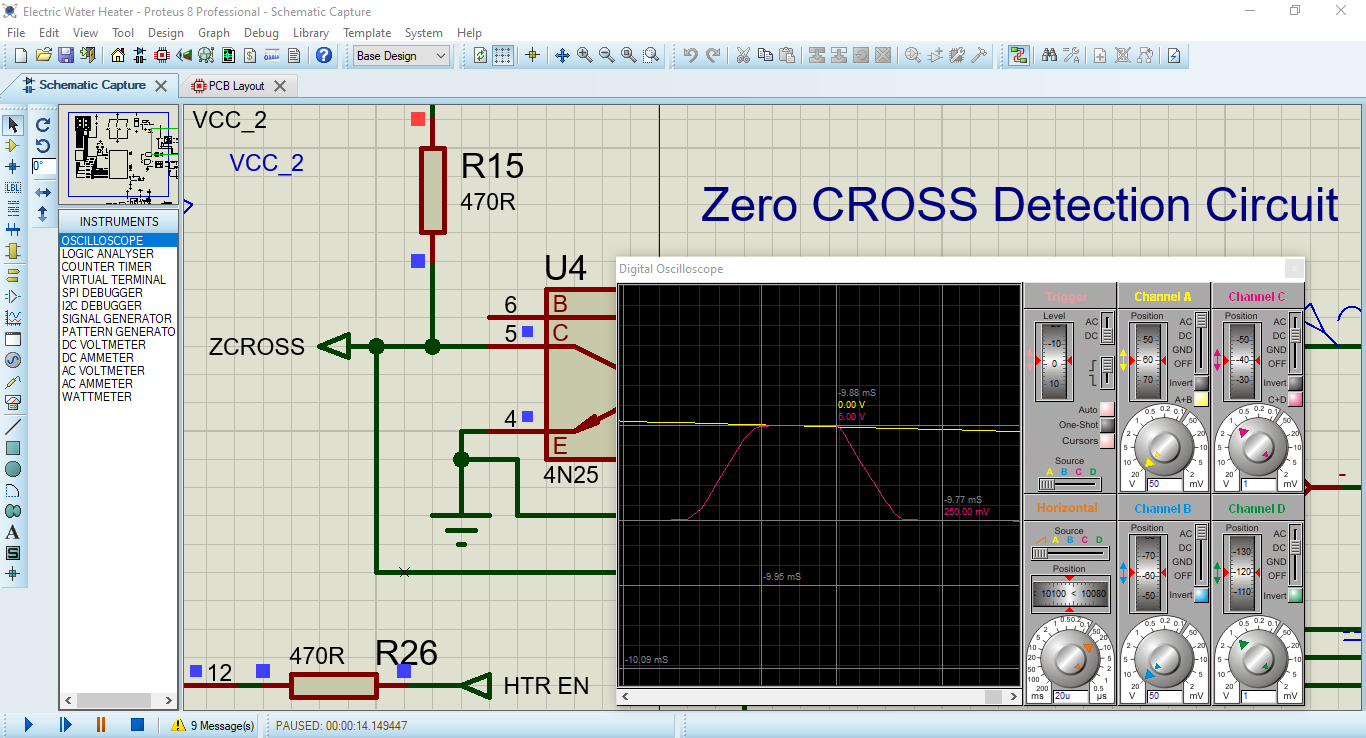 Electric Water Heater - Proteus 8 Professional - Schematic Capture
File Edit View Tool Design Graph Debug Library Template System Help
Base Design
Schematic Capture
PCB Layout
0°
LBL
INSTRUMENTS
OSCILLOSCOPE
LOGIC ANALYSER
COUNTER TIMER
VIRTUAL TERMINAL
SPI DEBUGGER
I2C DEBUGGER
SIGNAL GENERATOR
PATTERN GENERATO
DC VOLTMETER
DC AMMETER
AC VOLTMETER
AC AMMETER
WATTMETER
VCC_2
VCC_2
R15
470R
Zero CROSS Detection Circuit
U4
6 B
5 C
ZCROSS
4 E
4N25
470R
R26
12
HTR EN
Digital Oscilloscope
-9.88 mS
0.00 V
5.00 V
-9.77 mS
250.00 mV
-9.95 mS
-10.09 mS
Trigger
Level
-10
0
10
AC
DC
Auto
One-Shot
Cursors
Source
A B C D
Channel A
Position
50
60
70
AC
DC
GND
OFF
Invert
A+B
V 50 mV
Channel C
Position
-50
-40
-30
AC
DC
GND
OFF
Invert
C+D
V 1 mV
Horizontal
Source
A B C D
Position
10100 < 10080
ms 20u µs
Channel B
Position
-70
-60
-50
AC
DC
GND
OFF
Invert
V 50 mV
Channel D
Position
-130
-120
-110
AC
DC
GND
OFF
Invert
V 1 mV
9 Message(s)
PAUSED: 00:00:14.149447